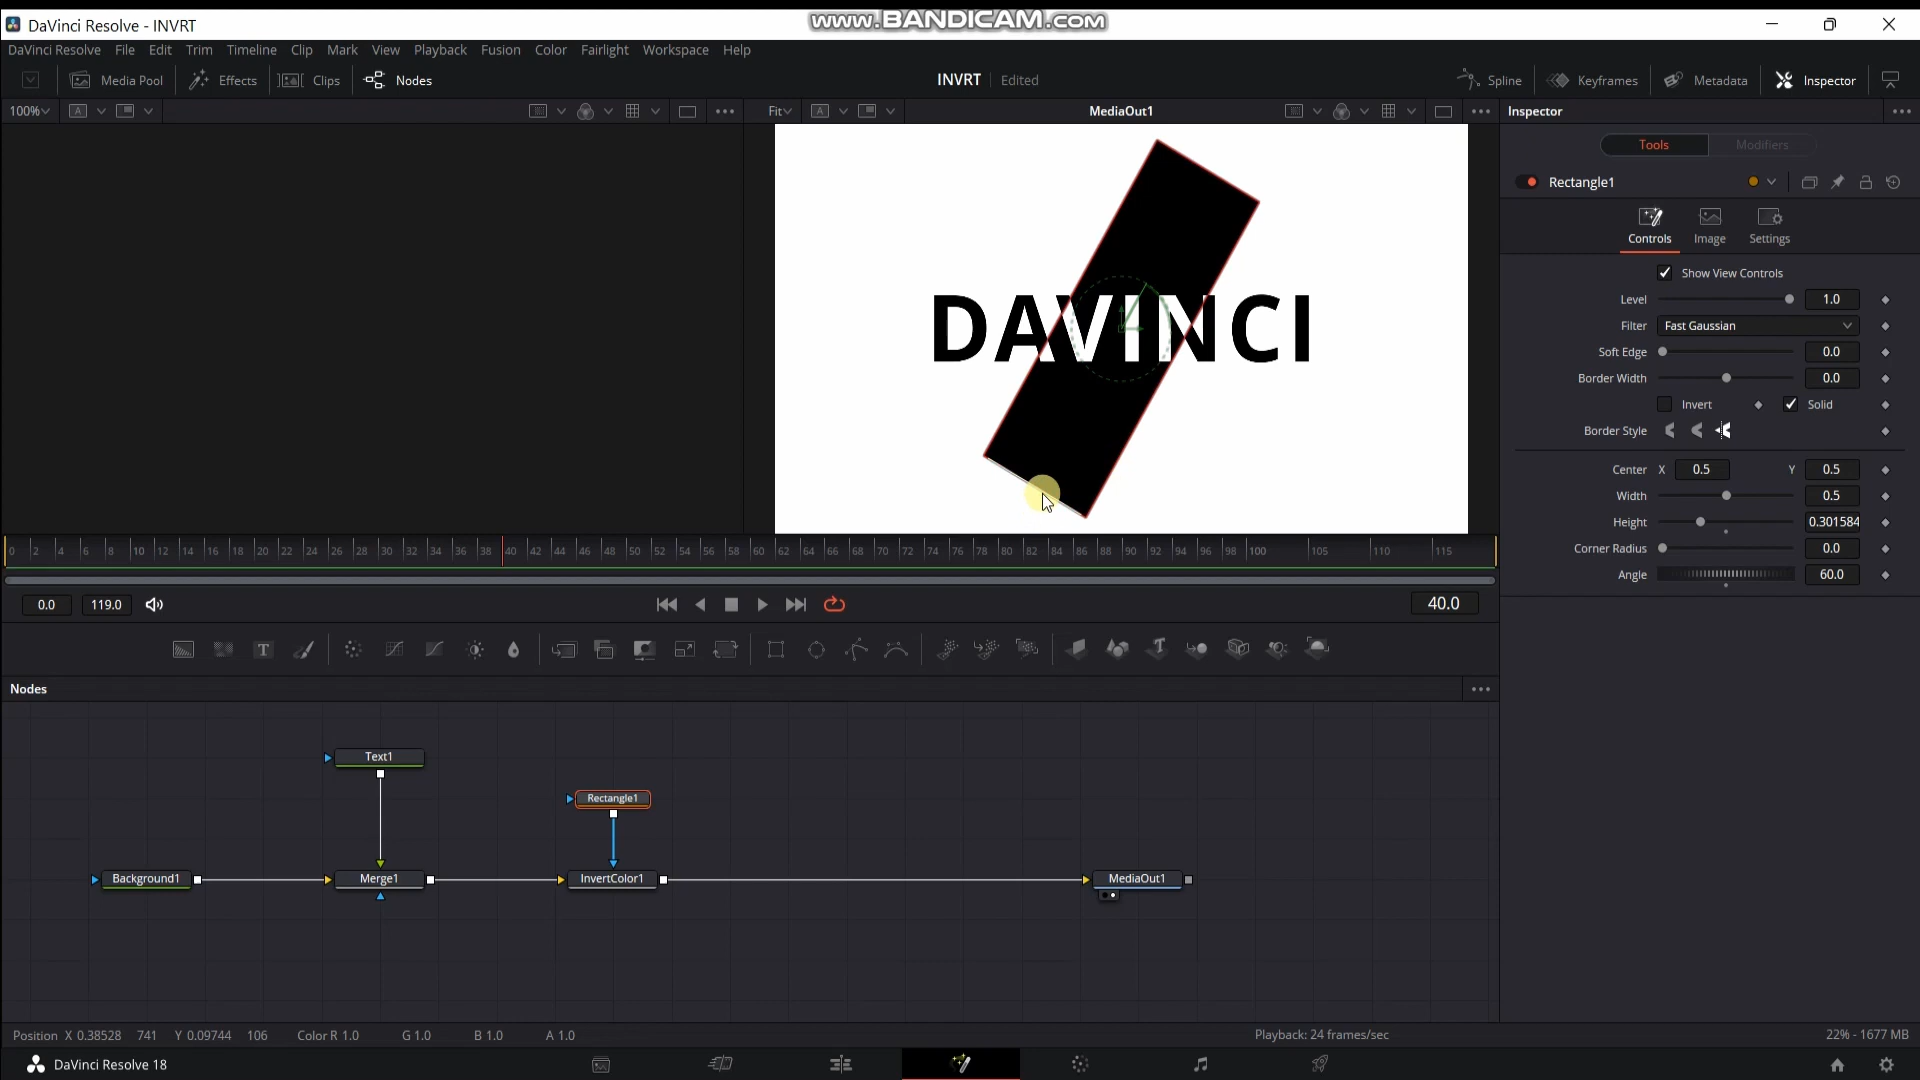 www.BANDICAM.com
DaVinci Resolve - INVRT
DaVinci Resolve File Edit Trim Timeline Clip Mark View Playback Fusion Color Fairlight Workspace Help
Media Pool Effects Clips Nodes INVRT Edited Spline Keyframes Metadata Inspector
100% A Fit A MediaOut1 Inspector
Tools Modifiers
Rectangle1
Controls Image Settings
Show View Controls
Level 1.0
Filter Fast Gaussian
Soft Edge 0.0
Border Width 0.0
Invert Solid
Border Style
Center X 0.5 Y 0.5
Width 0.5
Height 0.301584
Corner Radius 0.0
Angle 60.0
DAVINCI
0 2 4 6 8 10 12 14 16 18 20 22 24 26 28 30 32 34 36 38 40 42 44 46 48 50 52 54 56 58 60 62 64 66 68 70 72 74 76 78 80 82 84 86 88 90 92 94 96 98 100 105 110 115
0.0 119.0 40.0
T T
Nodes
Text1
Rectangle1
Background1 Merge1 InvertColor1 MediaOut1
Position X 0.38528 741 Y 0.09744 106 Color R 1.0 G 1.0 B 1.0 A 1.0 Playback: 24 frames/sec 22% - 1677 MB
DaVinci Resolve 18